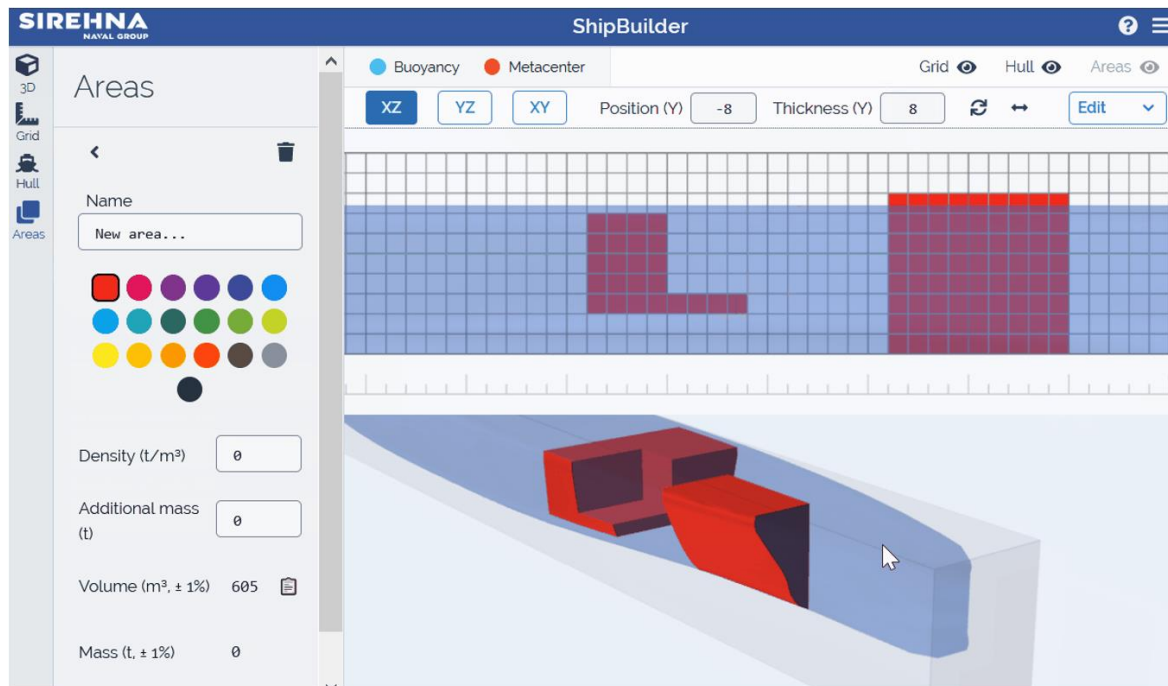 SIREHNA
NAVAL GROUP
ShipBuilder
3D
Grid
Hull
Areas
Areas
Name
New area...
Density (t/m³)
0
Additional mass
(t)
0
Volume (m³, ± 1%)
605
Mass (t, ± 1%)
0
Buoyancy
Metacenter
Grid
Hull
Areas
XZ
YZ
XY
Position (Y)
-8
Thickness (Y)
8
Edit